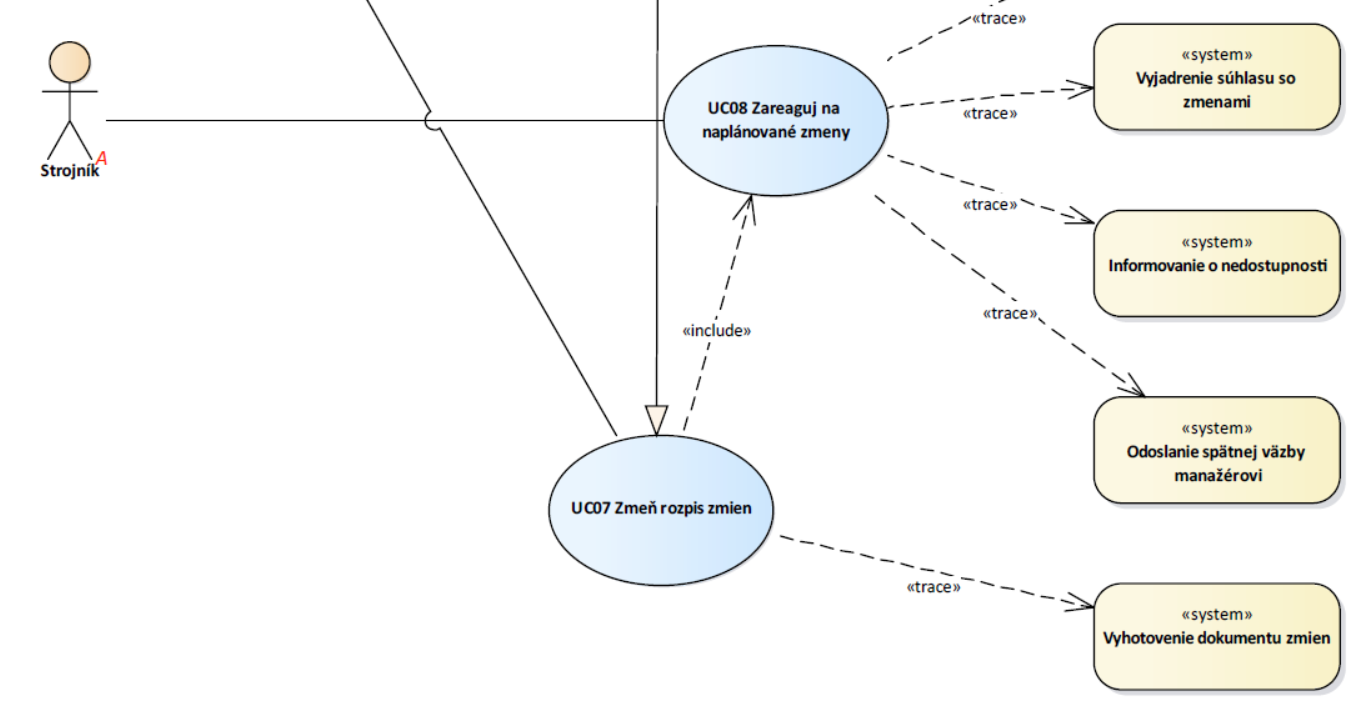 «trace»
«system»
Vyjadrenie súhlasu so
zmenami
UC08 Zareaguj na
naplánované zmeny
«trace»
A
Strojník
«trace»
«system»
Informovanie o nedostupnosti
«trace»
«include»
«system»
Odoslanie spätnej väzby
manažérovi
UC07 Zmeň rozpis zmien
«trace»
«system»
Vyhotovenie dokumentu zmien